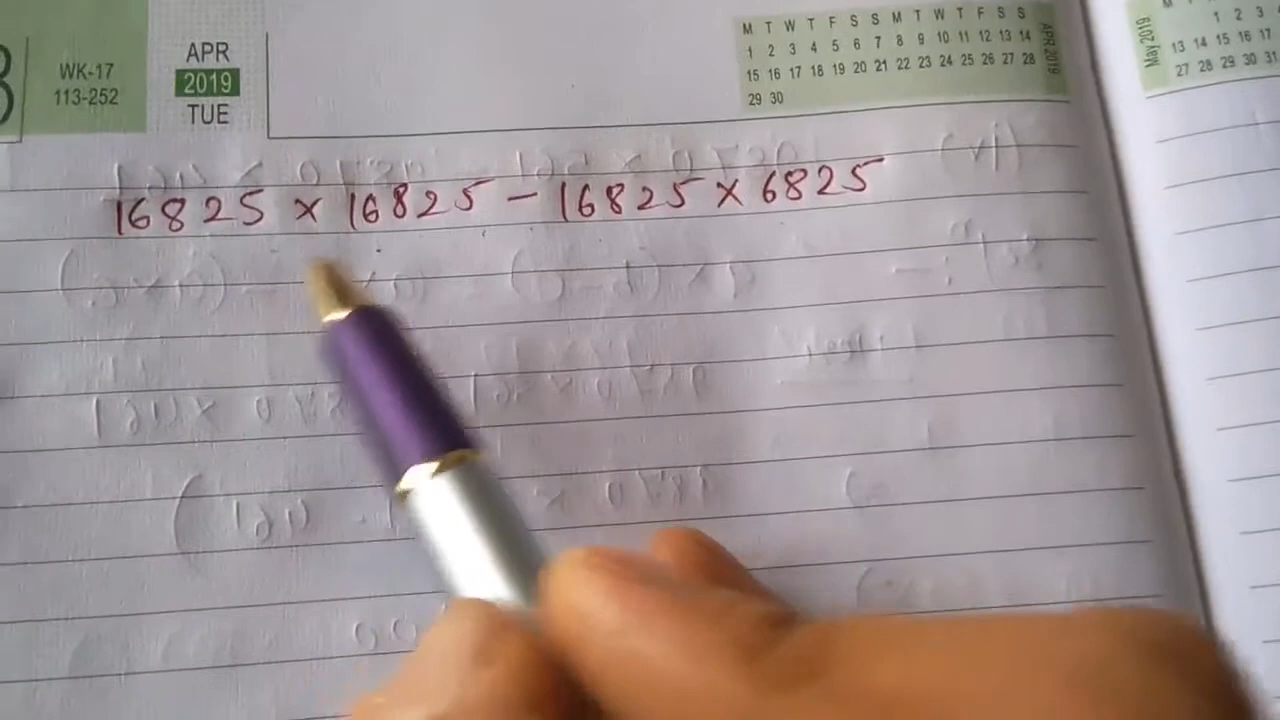 APR
2019
TUE
WK-17
113-252
M T W T F S S M T W T F S S
1 2 3 4 5 6 7 8 9 10 11 12 13 14
15 16 17 18 19 20 21 22 23 24 25 26 27 28
29 30
APR 2019
May 2019
1 2 3
13 14 15 16 17
27 28 29 30 31
16825 × 16825 - 16825 × 6825